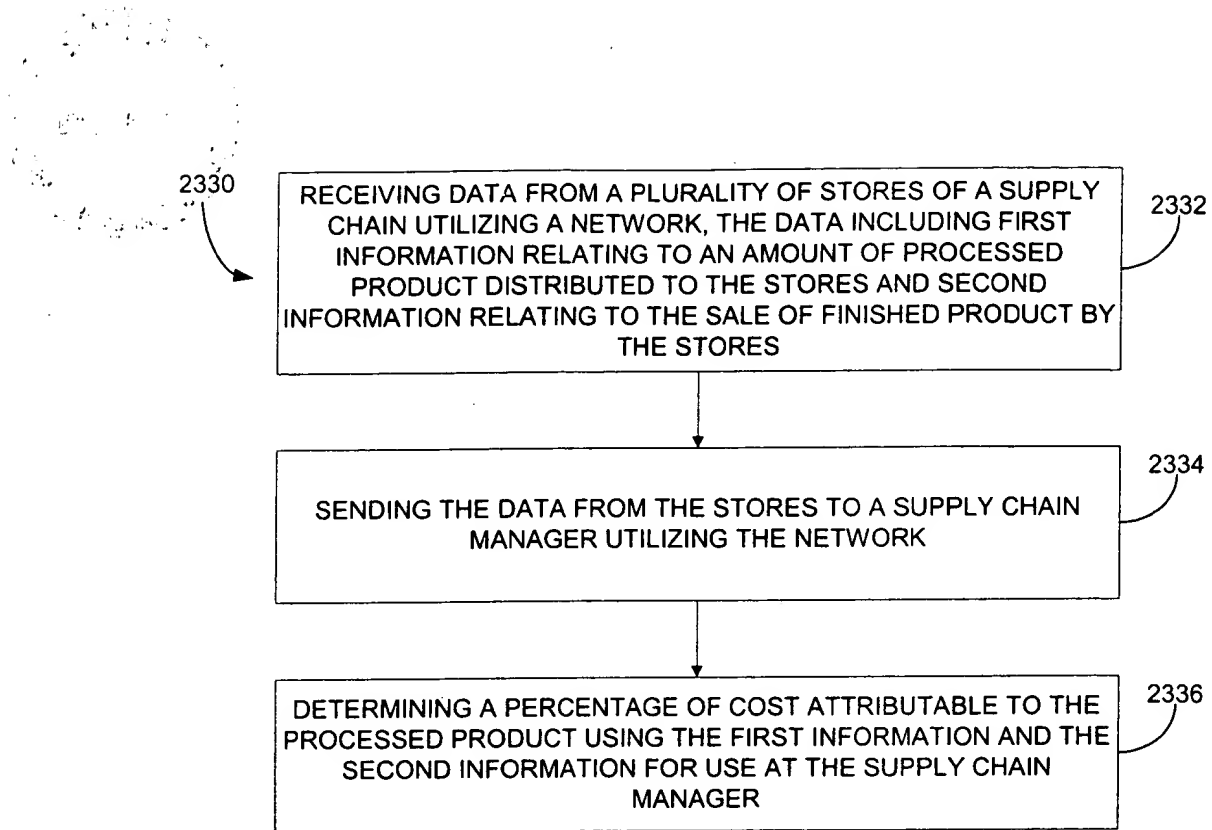 2330
RECEIVING DATA FROM A PLURALITY OF STORES OF A SUPPLY
CHAIN UTILIZING A NETWORK, THE DATA INCLUDING FIRST
INFORMATION RELATING TO AN AMOUNT OF PROCESSED
PRODUCT DISTRIBUTED TO THE STORES AND SECOND
INFORMATION RELATING TO THE SALE OF FINISHED PRODUCT BY
THE STORES
2332
SENDING THE DATA FROM THE STORES TO A SUPPLY CHAIN
MANAGER UTILIZING THE NETWORK
2334
DETERMINING A PERCENTAGE OF COST ATTRIBUTABLE TO THE
PROCESSED PRODUCT USING THE FIRST INFORMATION AND THE
SECOND INFORMATION FOR USE AT THE SUPPLY CHAIN
MANAGER
2336